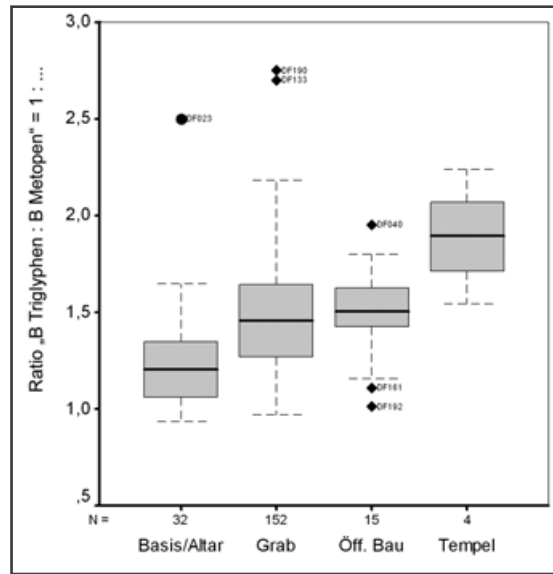 Ratio „B Triglyphen : B Metopen“ = 1 : ...
3,0
2,5
2,0
1,5
1,0
,5
DF023
DF190
DF133
DF040
DF161
DF192
N = 32 152 15 4
Basis/Altar Grab Öff. Bau Tempel